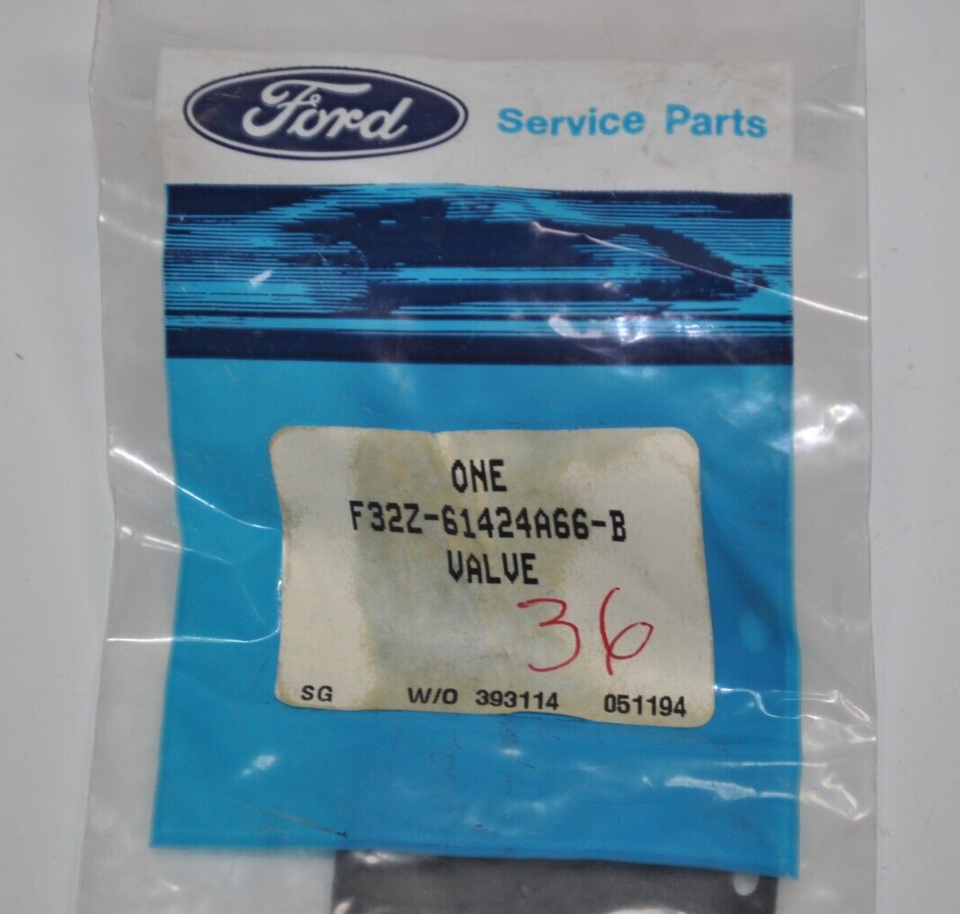 Ford Service Parts
ONE
F32Z-61424A66-B
VALVE
36
SG W/O 393114 051194